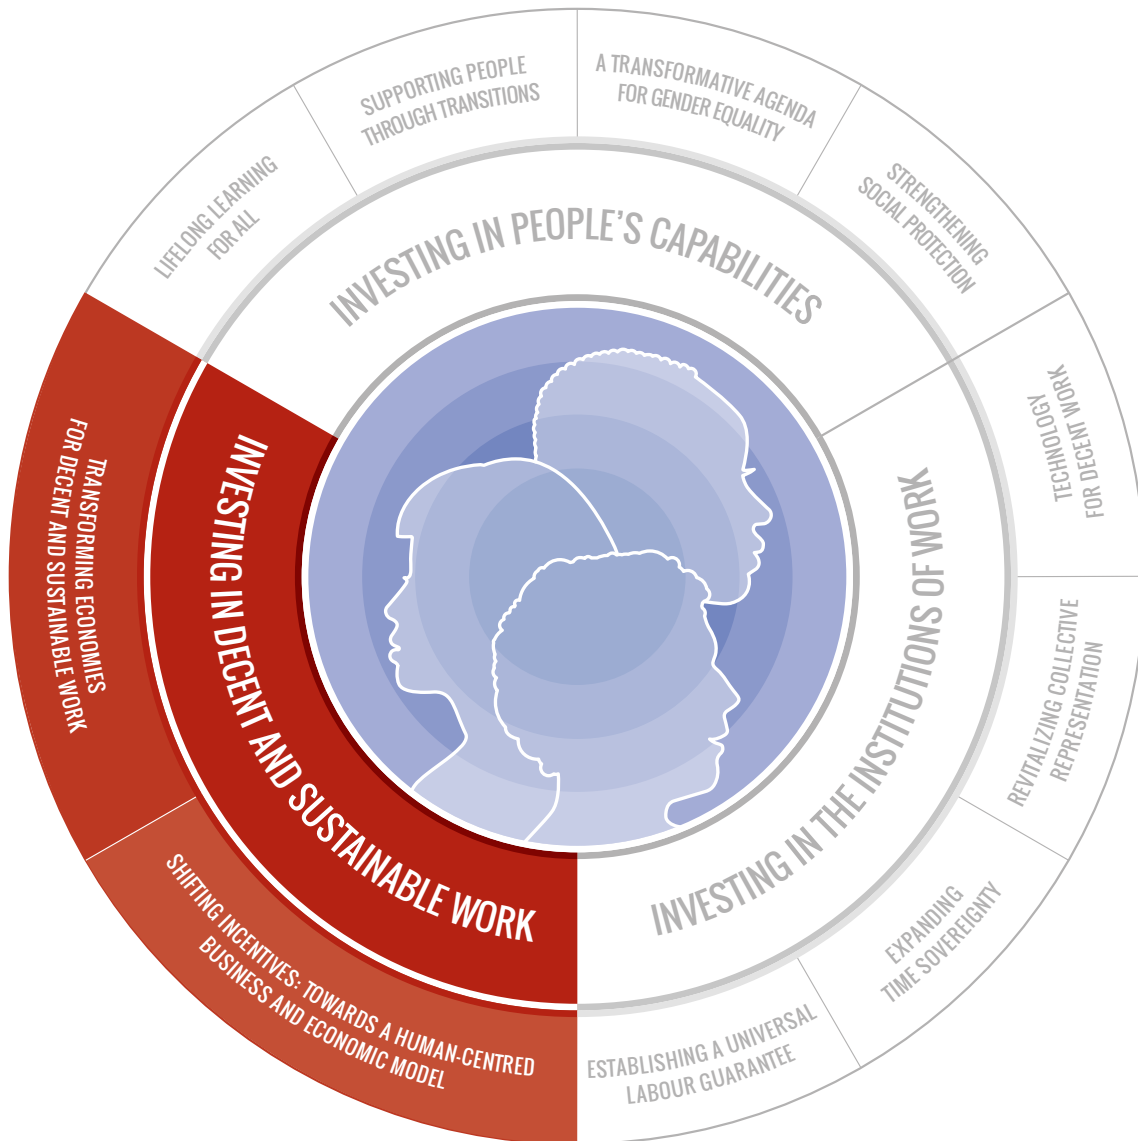 SUPPORTING PEOPLE
THROUGH TRANSITIONS
A TRANSFORMATIVE AGENDA
FOR GENDER EQUALITY
LIFELONG LEARNING
FOR ALL
STRENGTHENING
SOCIAL PROTECTION
INVESTING IN PEOPLE'S CAPABILITIES
TECHNOLOGY
FOR DECENT WORK
TRANSFORMING ECONOMIES
FOR DECENT AND SUSTAINABLE WORK
INVESTING IN DECENT AND SUSTAINABLE WORK
INVESTING IN THE INSTITUTIONS OF WORK
REVITALIZING COLLECTIVE
REPRESENTATION
SHIFTING INCENTIVES: TOWARDS A HUMAN-CENTRED
BUSINESS AND ECONOMIC MODEL
EXPANDING
TIME SOVEREIGNTY
ESTABLISHING A UNIVERSAL
LABOUR GUARANTEE